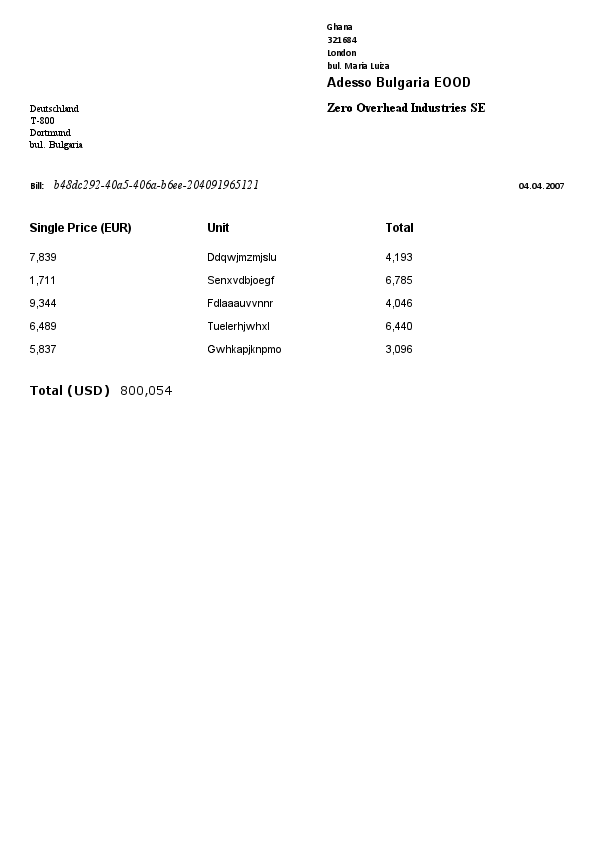 Ghana
321684
London
bul. Maria Luiza
Adesso Bulgaria EOOD
Zero Overhead Industries SE
Deutschland
T-800
Dortmund
bul. Bulgaria
Bill: b48dc292-40a5-406a-b6ee-204091965121 04.04.2007
Single Price (EUR) Unit Total
7,839 Ddqwjmzmjslu 4,193
1,711 Senxvdbjoegf 6,785
9,344 Fdlaaauvvnnr 4,046
6,489 Tuelerhjwhxl 6,440
5,837 Gwhkapjknpmo 3,096
Total (USD) 800,054